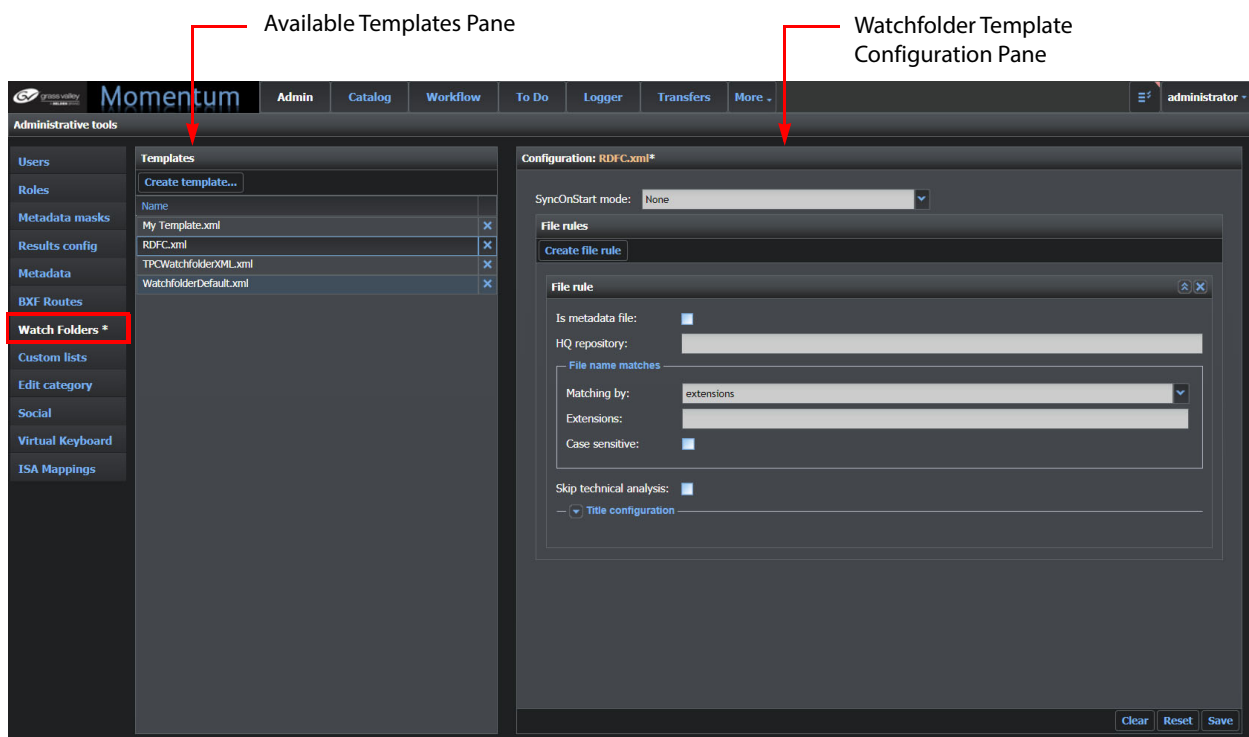 Available Templates Pane
Watchfolder Template
Configuration Pane
grass valley
Momentum
Admin
Catalog
Workflow
To Do
Logger
Transfers
More
administrator
Administrative tools
Users
Roles
Metadata masks
Results config
Metadata
BXF Routes
Watch Folders *
Custom lists
Edit category
Social
Virtual Keyboard
ISA Mappings
Templates
Create template...
Name
My Template.xml
RDFC.xml
TPCWatchfolderXML.xml
WatchfolderDefault.xml
Configuration: RDFC.xml*
SyncOnStart mode: None
File rules
Create file rule
File rule
Is metadata file:
HQ repository:
File name matches
Matching by: extensions
Extensions:
Case sensitive:
Skip technical analysis:
Title configuration
Clear
Reset
Save